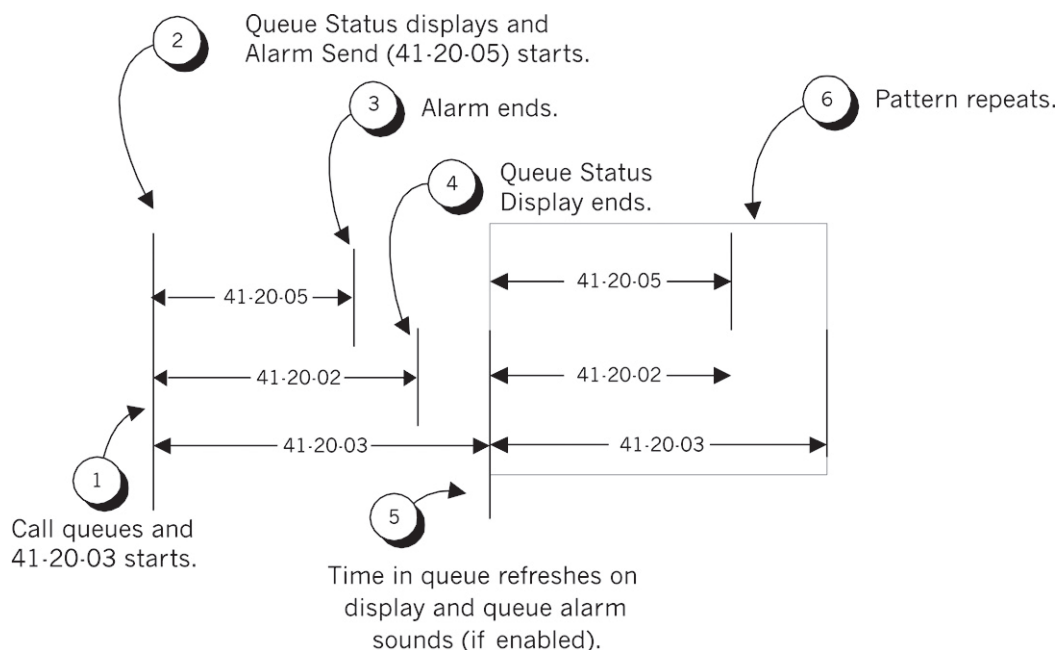 2
Queue Status displays and
Alarm Send (41-20-05) starts.
3
Alarm ends.
6
Pattern repeats.
4
Queue Status
Display ends.
41-20-05
41-20-05
41-20-02
41-20-02
41-20-03
41-20-03
1
Call queues and
41-20-03 starts.
5
Time in queue refreshes on
display and queue alarm
sounds (if enabled).